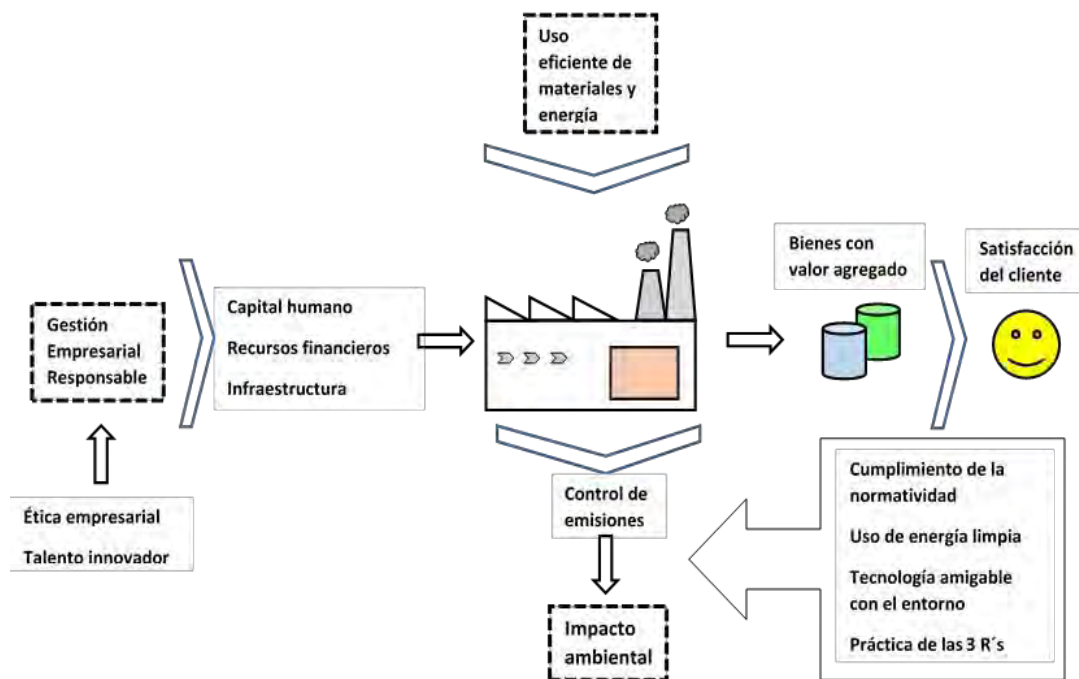 Uso
eficiente de
materiales y
energía
Bienes con
valor agregado
Satisfacción
del cliente
Gestión
Empresarial
Responsable
Capital humano
Recursos financieros
Infraestructura
Ética empresarial
Talento innovador
Control de
emisiones
Impacto
ambiental
Cumplimiento de la
normatividad
Uso de energía limpia
Tecnología amigable
con el entorno
Práctica de las 3 R´s